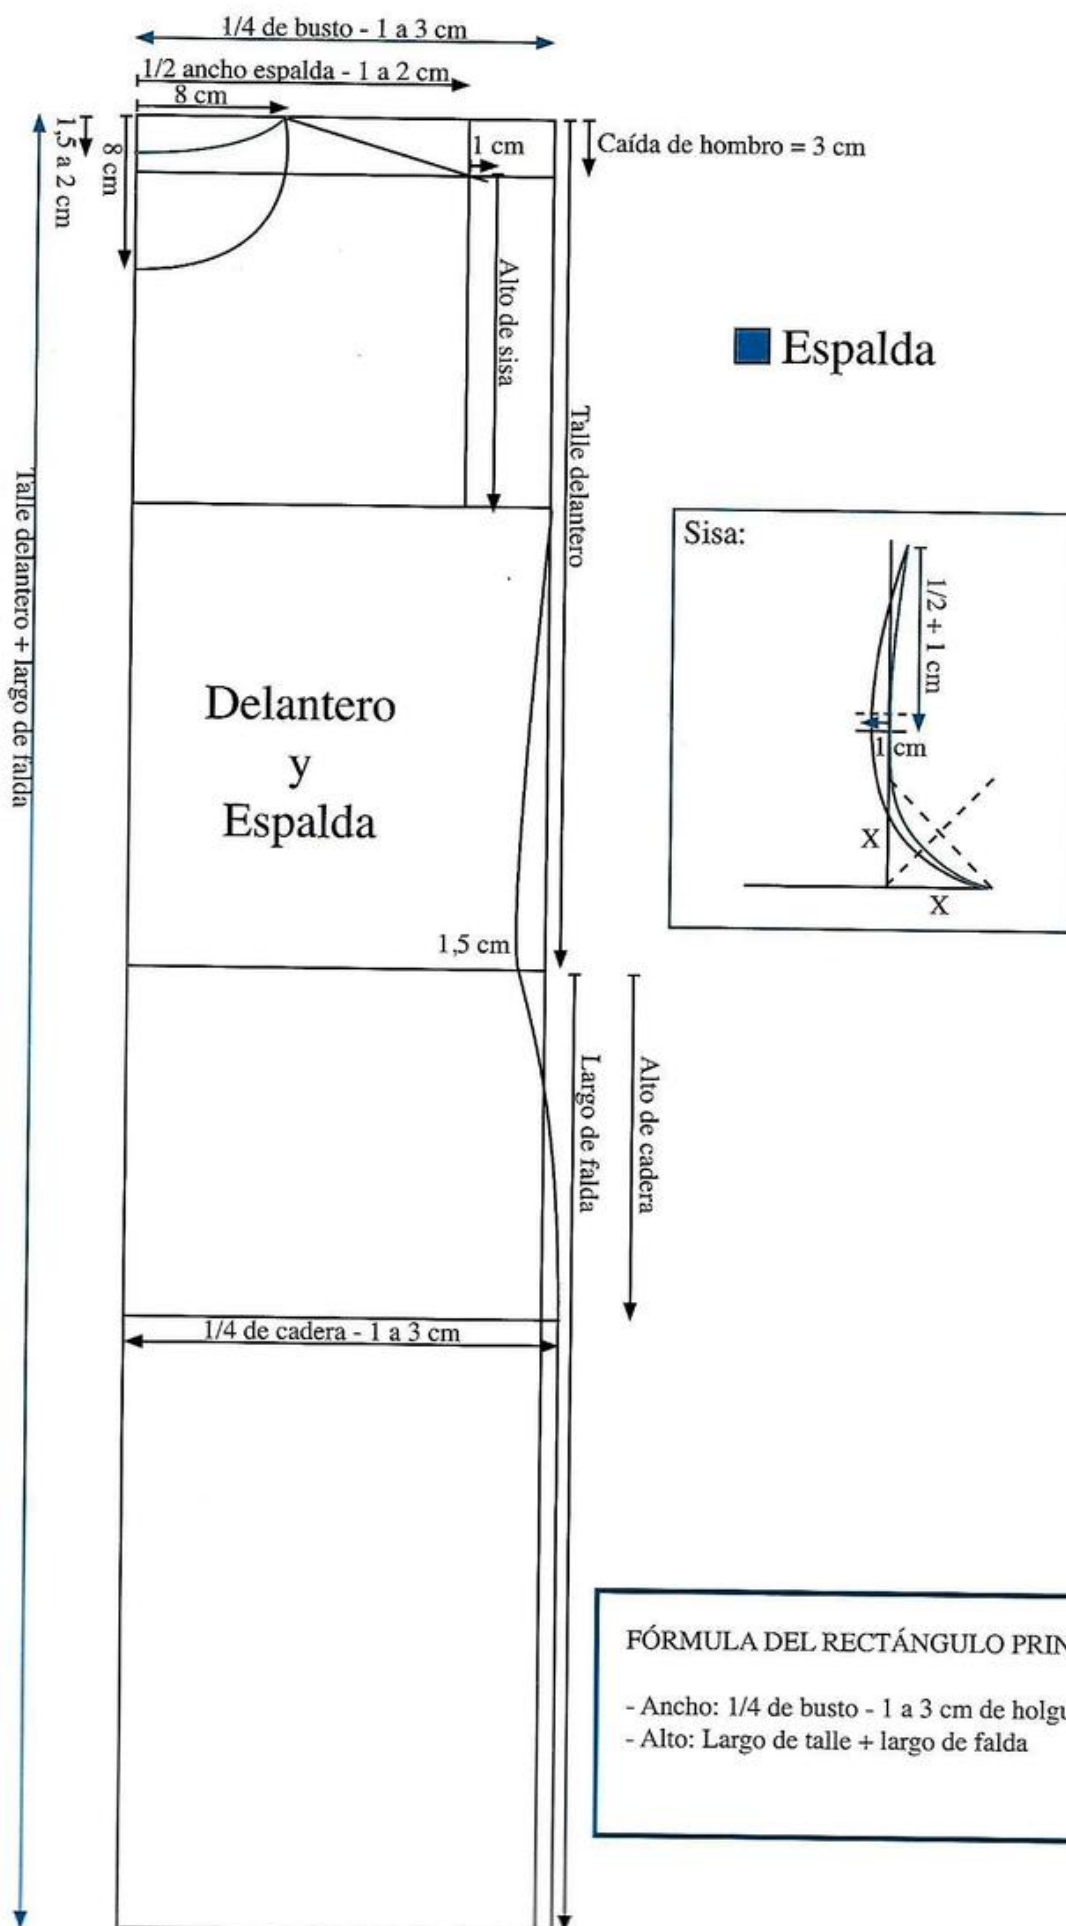 1/4 de busto - 1 a 3 cm
1/2 ancho espalda - 1 a 2 cm
8 cm
1,5 a 2 cm
8 cm
1 cm
Caída de hombro = 3 cm
Alto de sisa
Talle delantero
Espalda
Talle delantero + largo de falda
Sisa:
1/2 + 1 cm
1 cm
X
X
Delantero
y
Espalda
1,5 cm
Largo de falda
Alto de cadera
1/4 de cadera - 1 a 3 cm
FÓRMULA DEL RECTÁNGULO PRIN
- Ancho: 1/4 de busto - 1 a 3 cm de holgu
- Alto: Largo de talle + largo de falda